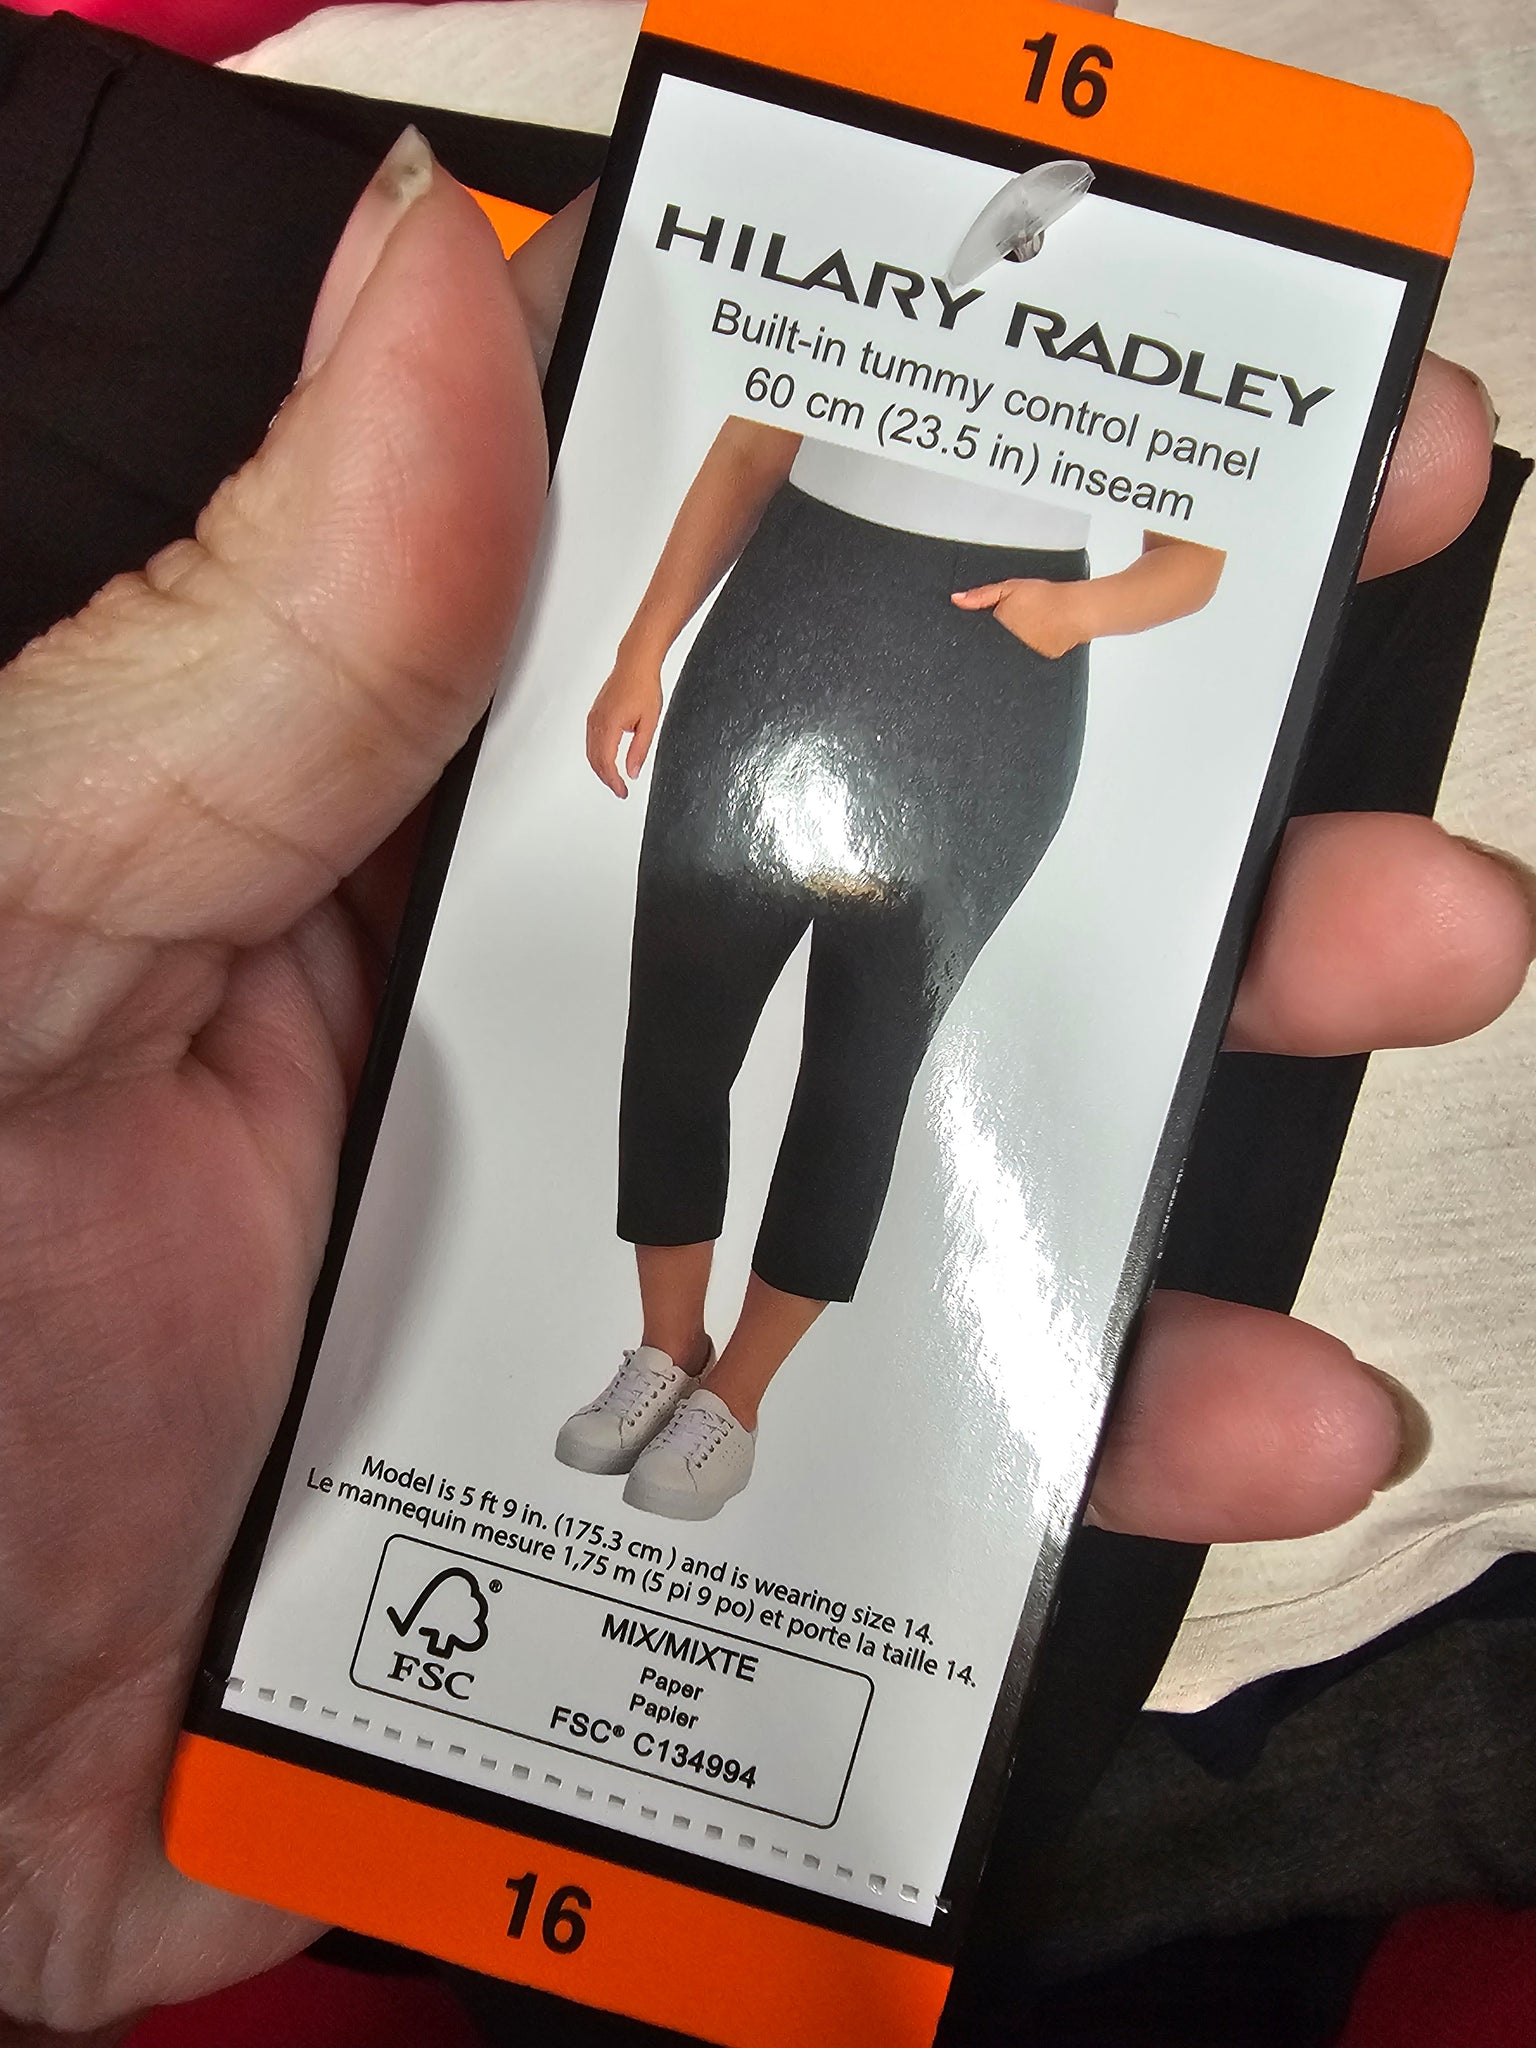 16
HILARY RADLEY
Built-in tummy control panel
60 cm (23.5 in) inseam
Model is 5 ft 9 in. (175.3 cm ) and is wearing size 14.
Le mannequin mesure 1,75 m (5 pi 9 po) et porte la taille 14.
®
FSC
MIX/MIXTE
Paper
Papier
FSC® C134994
16